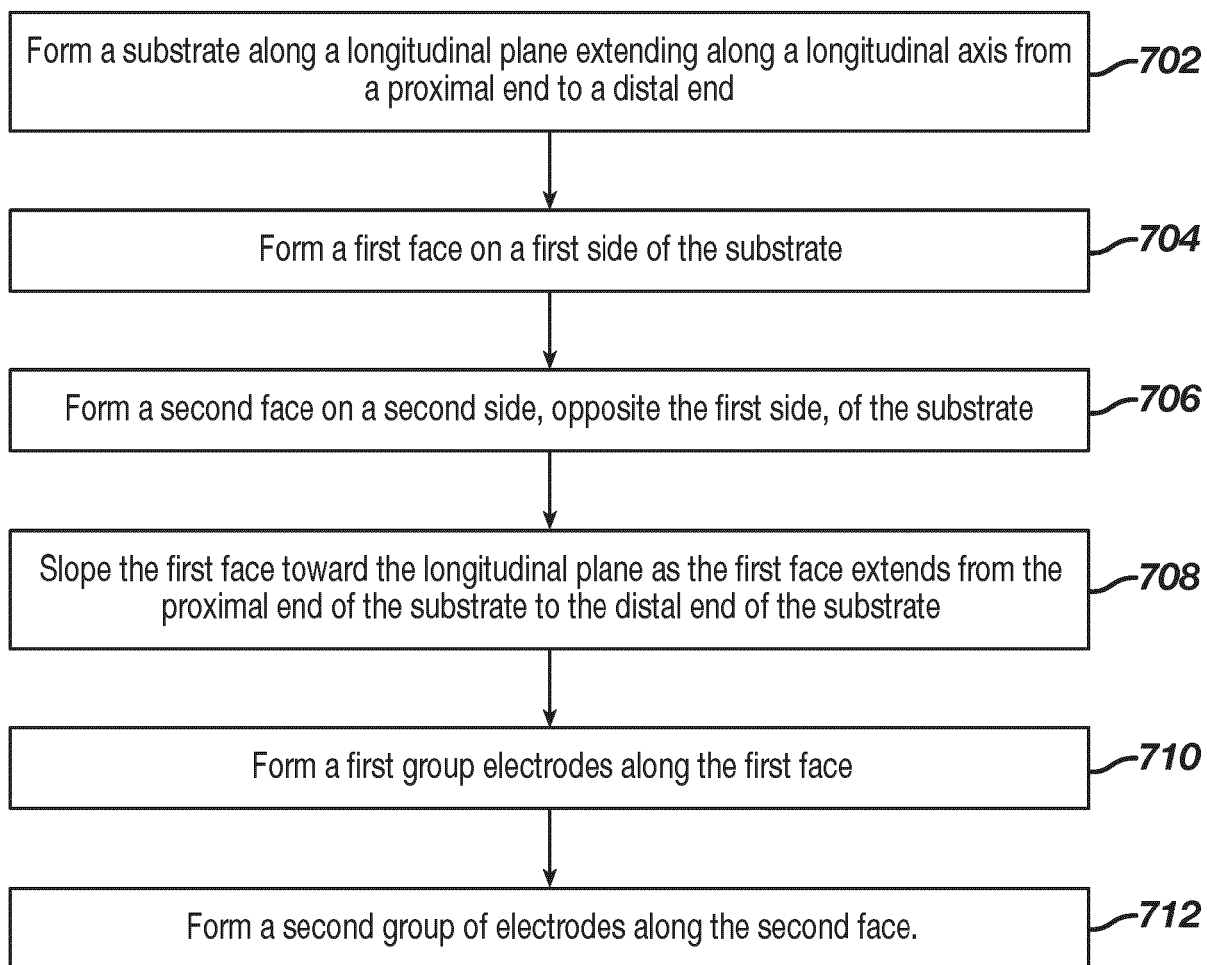 Form a substrate along a longitudinal plane extending along a longitudinal axis from
a proximal end to a distal end
702
Form a first face on a first side of the substrate
704
Form a second face on a second side, opposite the first side, of the substrate
706
Slope the first face toward the longitudinal plane as the first face extends from the
proximal end of the substrate to the distal end of the substrate
708
Form a first group electrodes along the first face
710
Form a second group of electrodes along the second face.
712